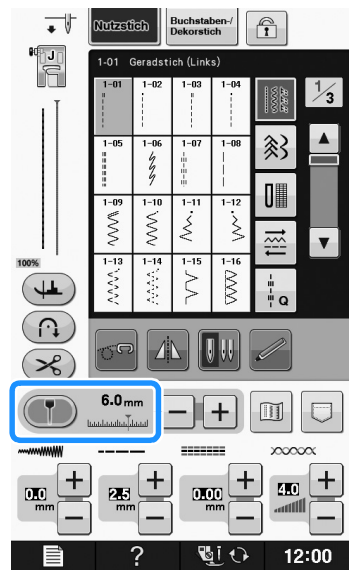 Nutzstich
Buchstaben-/
Dekorstich
J
1-01 Geradstich (Links)
1-01 1-02 1-03 1-04
1/3
1-05 1-06 1-07 1-08
1-09 1-10 1-11 1-12
1-13 1-14 1-15 1-16
Q
100%
6.0 mm
0.0 mm
2.5 mm
0.00 mm
4.0
?
12:00